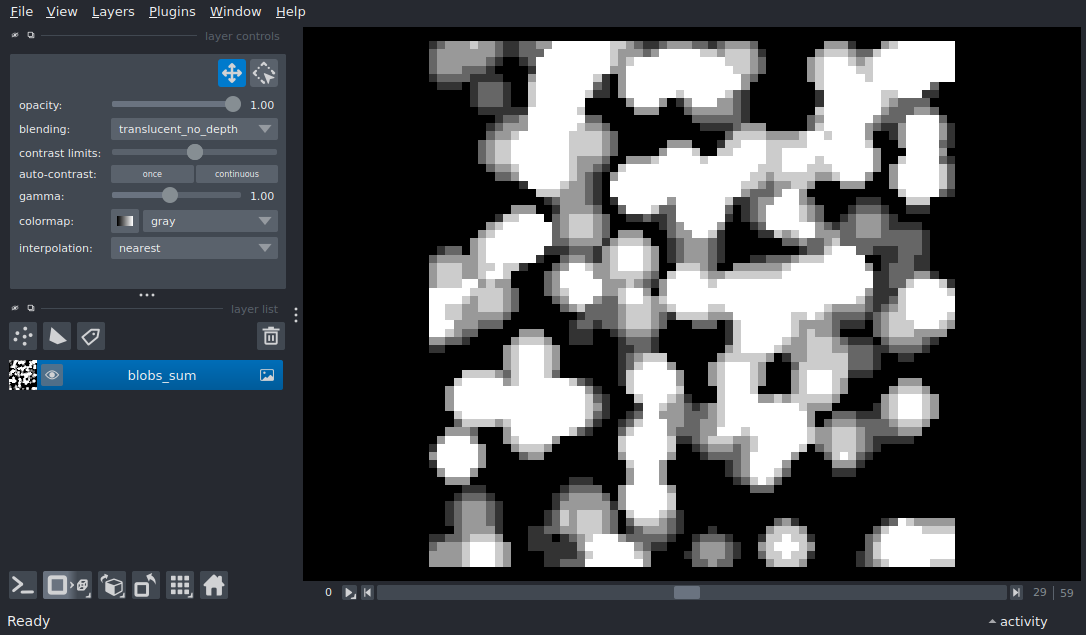 File View Layers Plugins Window Help
layer controls
opacity: 1.00
blending: translucent_no_depth
contrast limits:
auto-contrast: once continuous
gamma: 1.00
colormap: gray
interpolation: nearest
layer list
blobs_sum
0 29 59
Ready activity